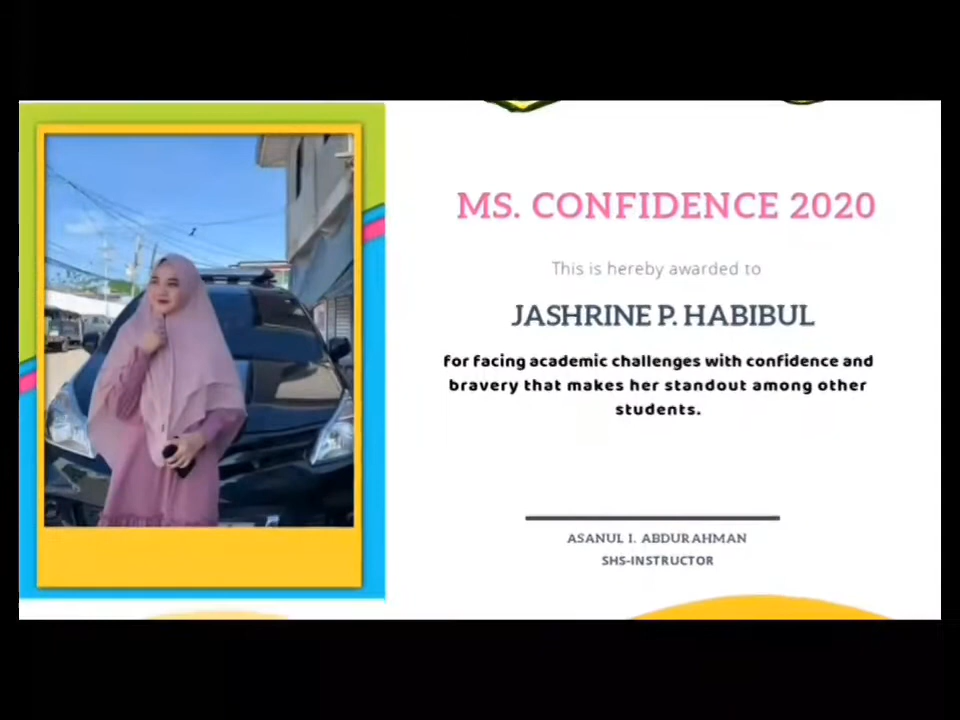 MS. CONFIDENCE 2020
This is hereby awarded to
JASHRINE P. HABIBUL
for facing academic challenges with confidence and
bravery that makes her standout among other
students.
ASANUL I. ABDURAHMAN
SHS-INSTRUCTOR